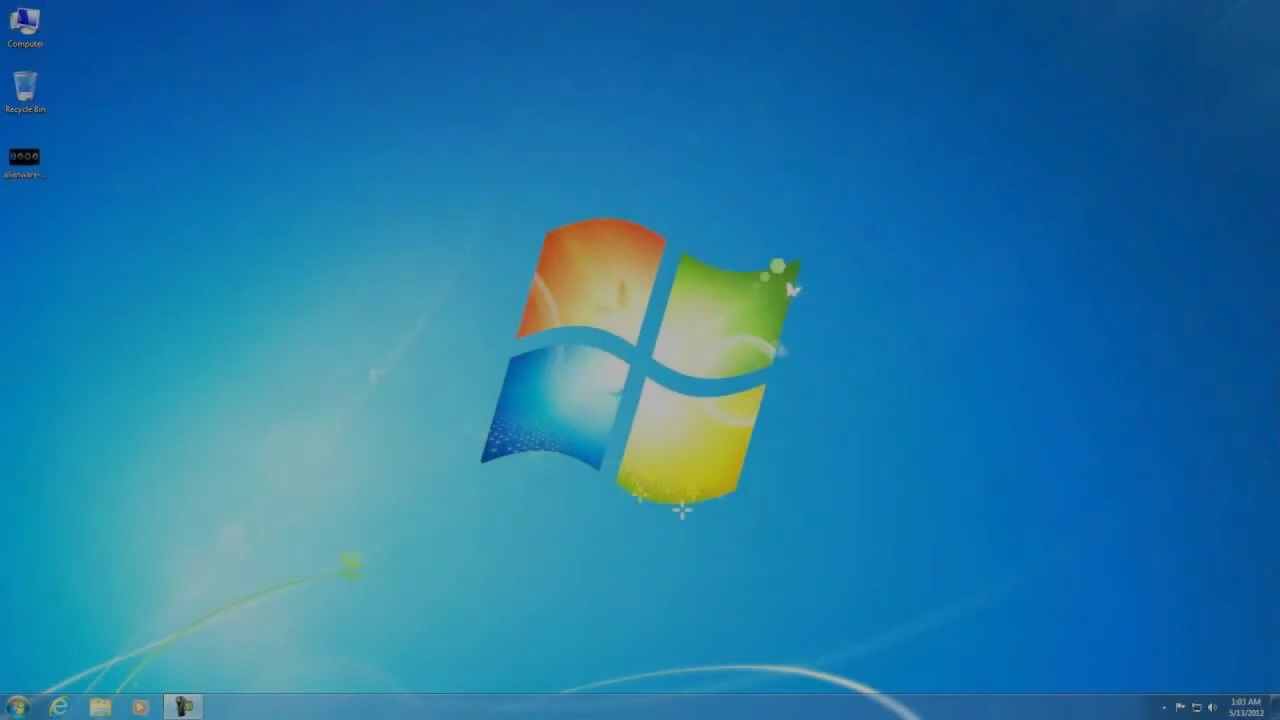 Computer
Recycle Bin
alienware-...
1:03 AM
5/13/2012